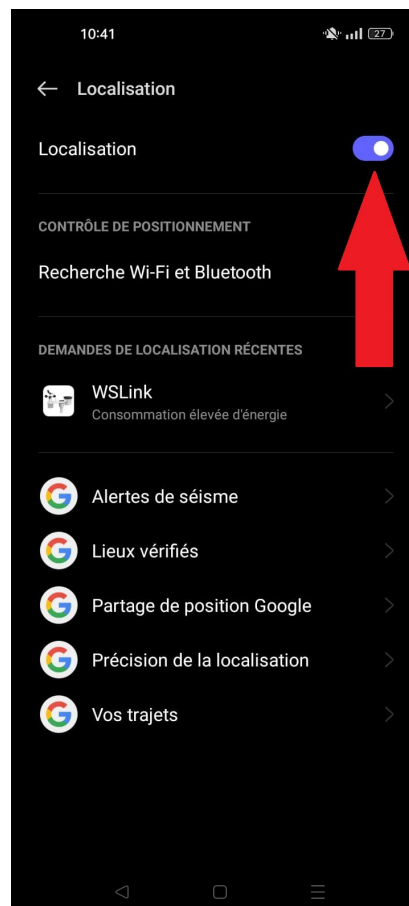 10:41
27
Localisation
Localisation
CONTRÔLE DE POSITIONNEMENT
Recherche Wi-Fi et Bluetooth
DEMANDES DE LOCALISATION RÉCENTES
WSLink
Consommation élevée d'énergie
Alertes de séisme
Lieux vérifiés
Partage de position Google
Précision de la localisation
Vos trajets